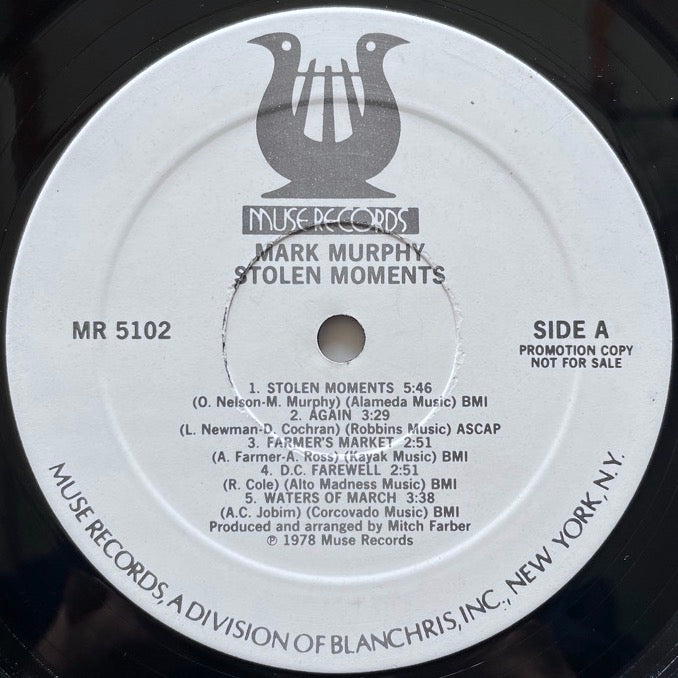 MUSE RECORDS
MARK MURPHY
STOLEN MOMENTS
MR 5102
SIDE A
PROMOTION COPY
NOT FOR SALE
1. STOLEN MOMENTS 5:46
(O. Nelson-M. Murphy) (Alameda Music) BMI
2. AGAIN 3:29
(L. Newman-D. Cochran) (Robbins Music) ASCAP
3. FARMER'S MARKET 2:51
(A. Farmer-A. Ross) (Kayak Music) BMI
4. D.C. FAREWELL 2:51
(R. Cole) (Alto Madness Music) BMI
5. WATERS OF MARCH 3:38
(A.C. Jobim) (Corcovado Music) BMI
Produced and arranged by Mitch Farber
℗ 1978 Muse Records
MUSE RECORDS, A DIVISION OF BLANCHRIS, INC., NEW YORK, N.Y.